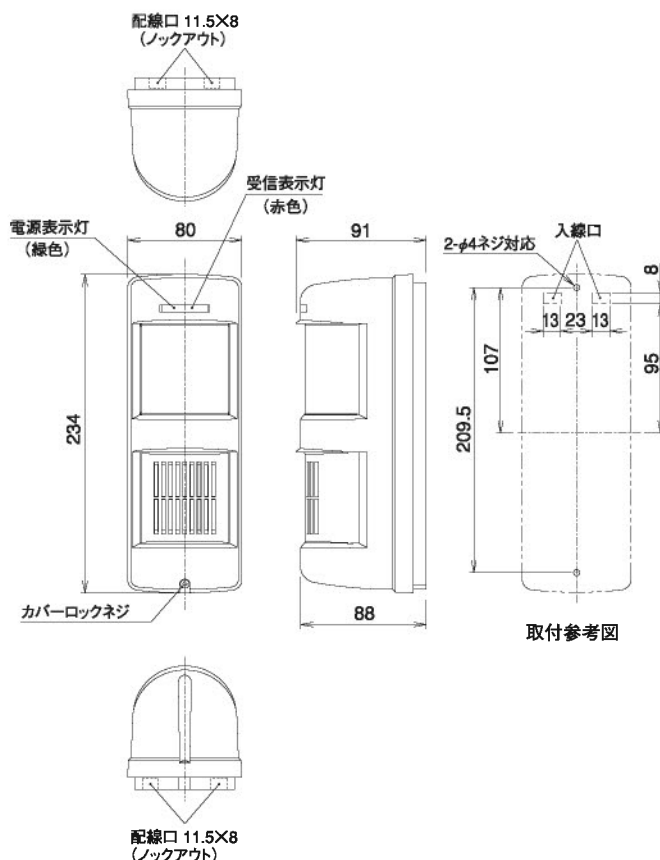 配線口 11.5×8
(ノックアウト)
受信表示灯
(赤色)
電源表示灯
(緑色)
80
91
入線口
2-φ4ネジ対応
8
13
23
13
107
95
234
209.5
カバーロックネジ
88
取付参考図
配線口 11.5×8
(ノックアウト)